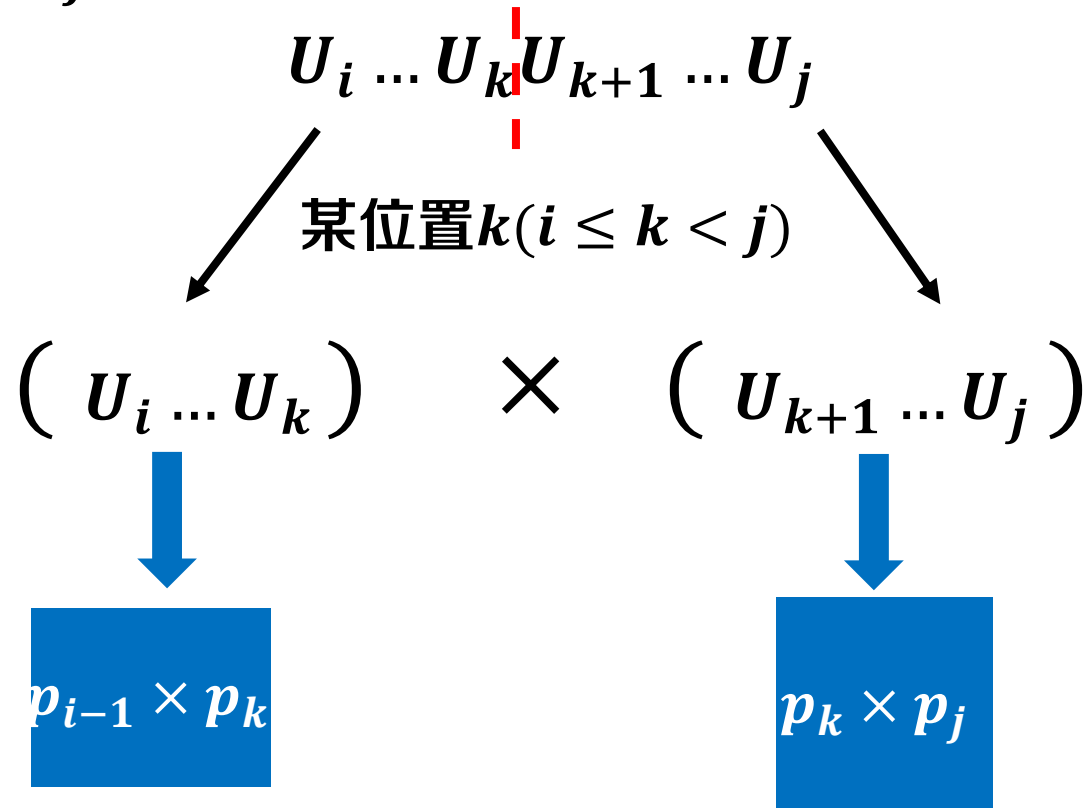 U_i … U_k U_{k+1} … U_j
某位置k(i ≤ k < j)
( U_i … U_k ) × ( U_{k+1} … U_j )
p_{i−1} × p_k
p_k × p_j